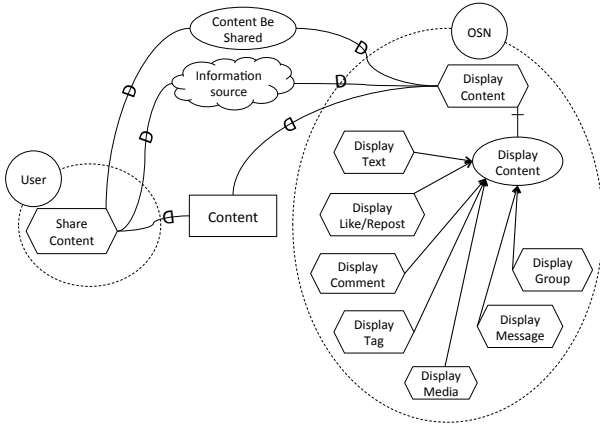 Content Be
Shared
OSN
Information
source
Display
Content
Display
Text
Display
Content
User
Display
Like/Repost
Share
Content
Content
Display
Comment
Display
Group
Display
Tag
Display
Message
Display
Media